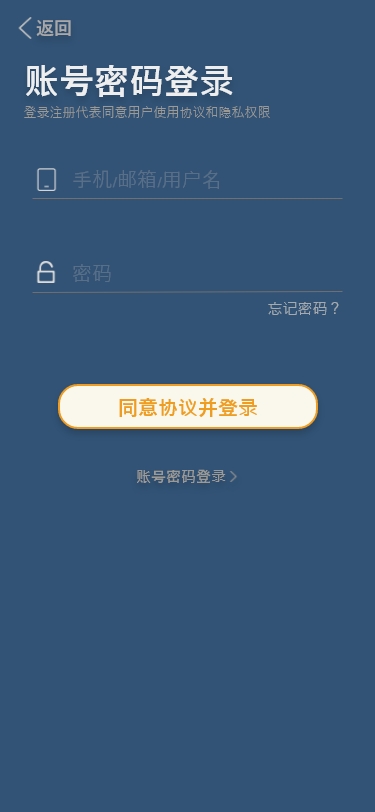 返回
账号密码登录
登录注册代表同意用户使用协议和隐私权限
手机/邮箱/用户名
密码
忘记密码？
同意协议并登录
账号密码登录